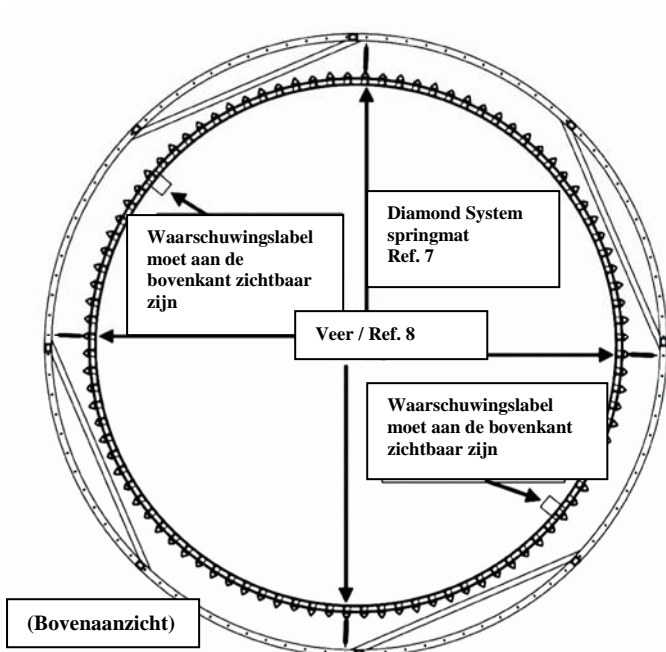 Waarschuwingslabel
moet aan de
bovenkant zichtbaar
zijn
Diamond System
springmat
Ref. 7
Veer / Ref. 8
Waarschuwingslabel
moet aan de bovenkant
zichtbaar zijn
(Bovenaanzicht)